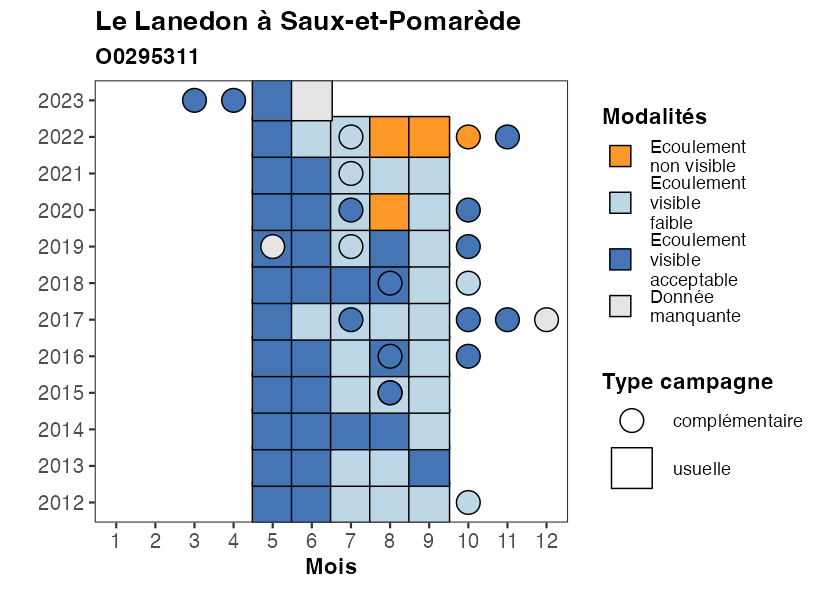 Le Lanedon à Saux-et-Pomarède
O0295311
2023
2022
2021
2020
2019
2018
2017
2016
2015
2014
2013
2012
1 2 3 4 5 6 7 8 9 10 11 12
Mois
Modalités
Ecoulement
non visible
Ecoulement
visible
faible
Ecoulement
visible
acceptable
Donnée
manquante
Type campagne
complémentaire
usuelle